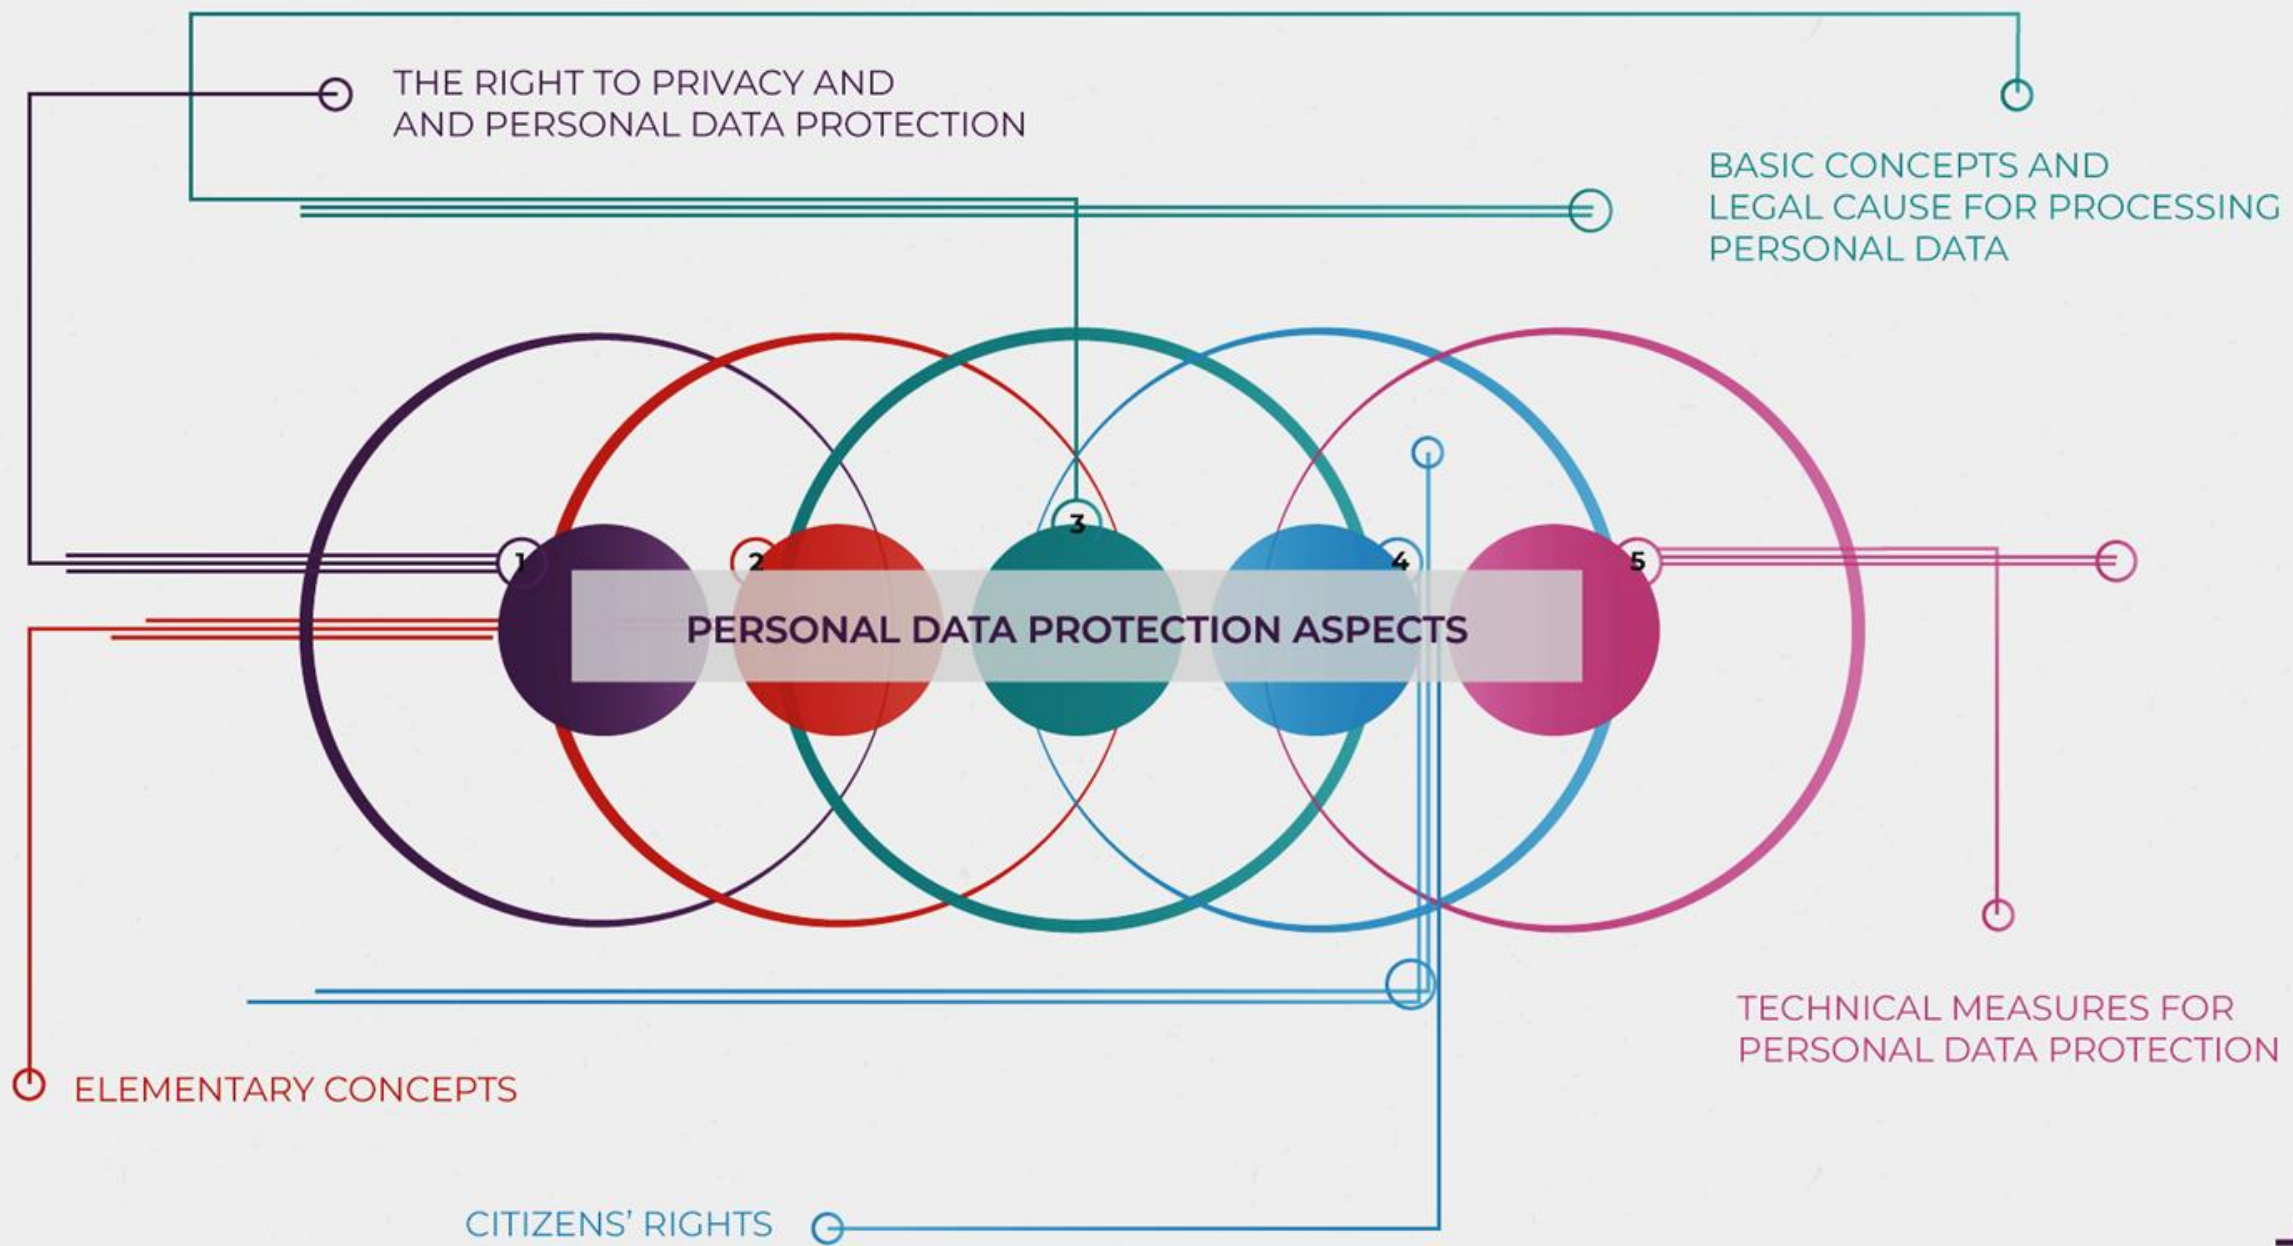 THE RIGHT TO PRIVACY AND
AND PERSONAL DATA PROTECTION
BASIC CONCEPTS AND
LEGAL CAUSE FOR PROCESSING
PERSONAL DATA
1
2
3
4
5
PERSONAL DATA PROTECTION ASPECTS
TECHNICAL MEASURES FOR
PERSONAL DATA PROTECTION
ELEMENTARY CONCEPTS
CITIZENS’ RIGHTS